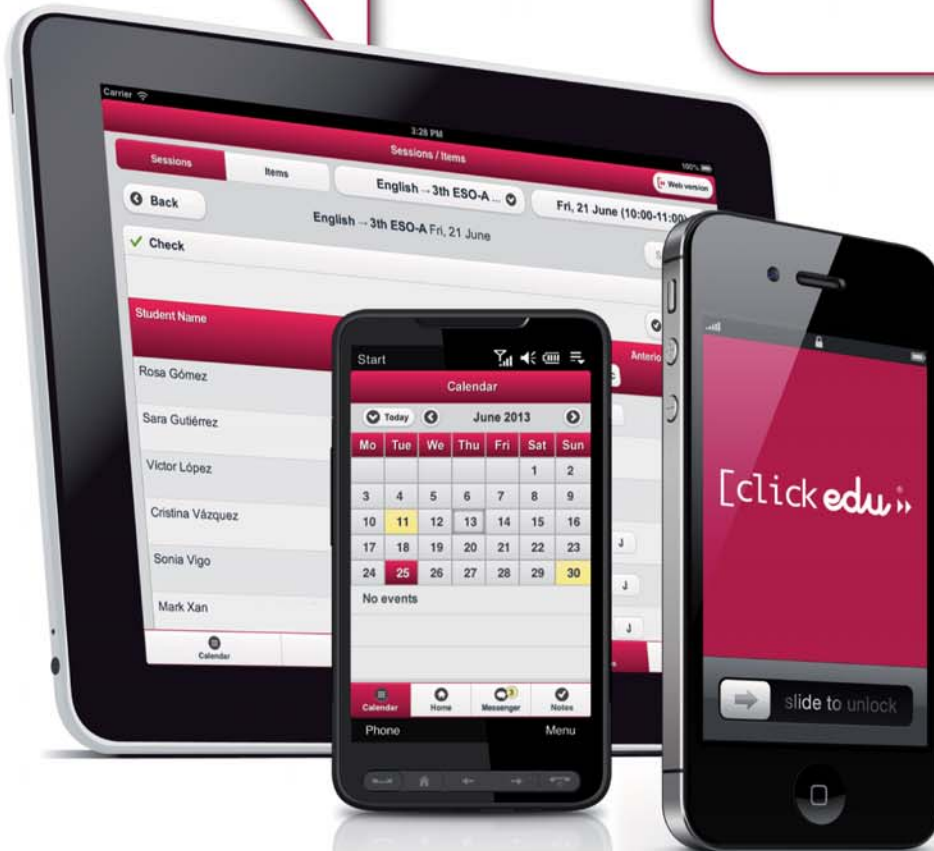 Carrier
3:28 PM
100%
Sessions / Items
Web version
Sessions
Items
English → 3th ESO-A ...
Fri, 21 June (10:00-11:00)
Back
English → 3th ESO-A Fri, 21 June
Check
Student Name
Rosa Gómez
Sara Gutiérrez
Victor López
Cristina Vázquez
Sonia Vigo
Mark Xan
J
J
J
Calendar
Start
Calendar
Today
June 2013
Mo Tue We Thu Fri Sat Sun
1 2
3 4 5 6 7 8 9
10 11 12 13 14 15 16
17 18 19 20 21 22 23
24 25 26 27 28 29 30
No events
3
Calendar Home Messenger Notes
Phone Menu
[click edu»
slide to unlock